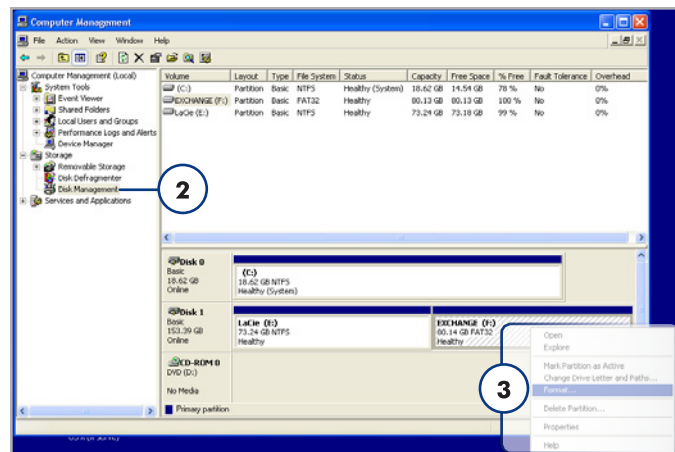 Computer Management
File Action View Window Help
Computer Management (Local)
System Tools
Event Viewer
Shared Folders
Local Users and Groups
Performance Logs and Alerts
Device Manager
Storage
Removable Storage
Disk Defragmenter
Disk Management
Services and Applications
2
Volume Layout Type File System Status Capacity Free Space % Free Fault Tolerance Overhead
(C:) Partition Basic NTFS Healthy (System) 18.62 GB 14.54 GB 78 % No 0%
EXCHANGE (F:) Partition Basic FAT32 Healthy 80.13 GB 80.13 GB 100 % No 0%
LaCie (E:) Partition Basic NTFS Healthy 73.24 GB 73.18 GB 99 % No 0%
Disk 0
Basic
18.62 GB
Online
(C:)
18.62 GB NTFS
Healthy (System)
Disk 1
Basic
153.39 GB
Online
LaCie (E:)
73.24 GB NTFS
Healthy
EXCHANGE (F:)
80.14 GB FAT32
Healthy
CD-ROM 0
DVD (D:)
No Media
Primary partition
3
Open
Explore
Mark Partition as Active
Change Drive Letter and Paths...
Format...
Delete Partition...
Properties
Help